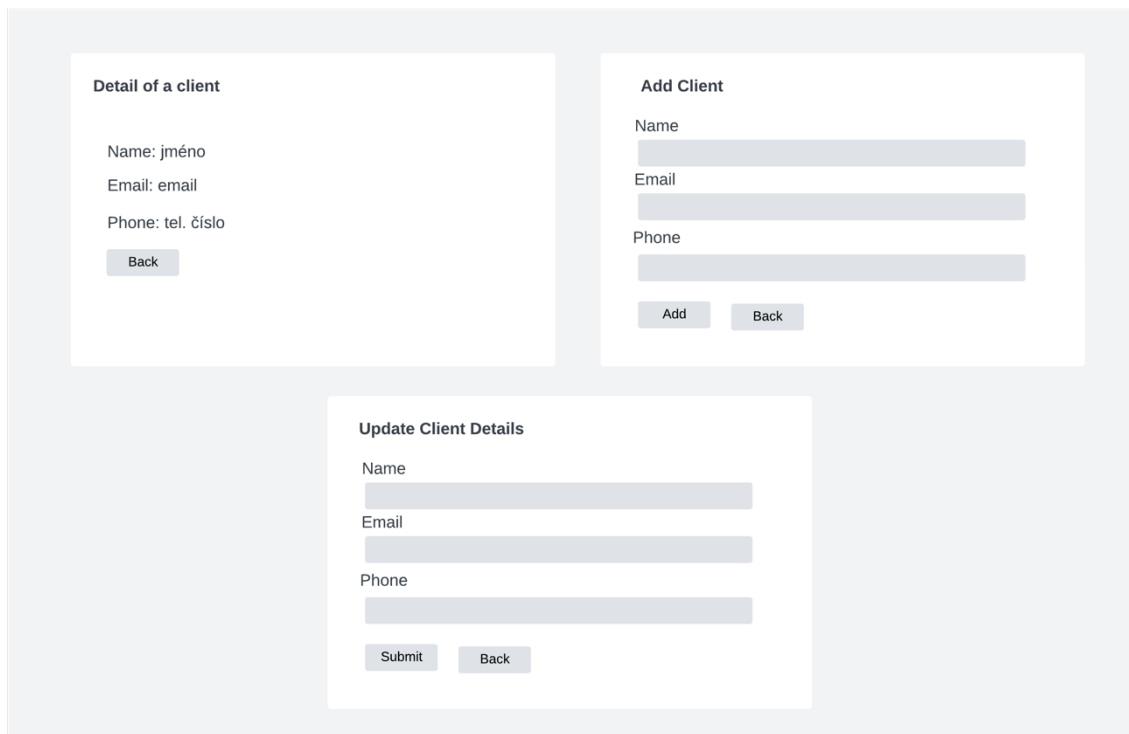 Detail of a client
Name: jméno
Email: email
Phone: tel. číslo
Back
Add Client
Name
Email
Phone
Add
Back
Update Client Details
Name
Email
Phone
Submit
Back